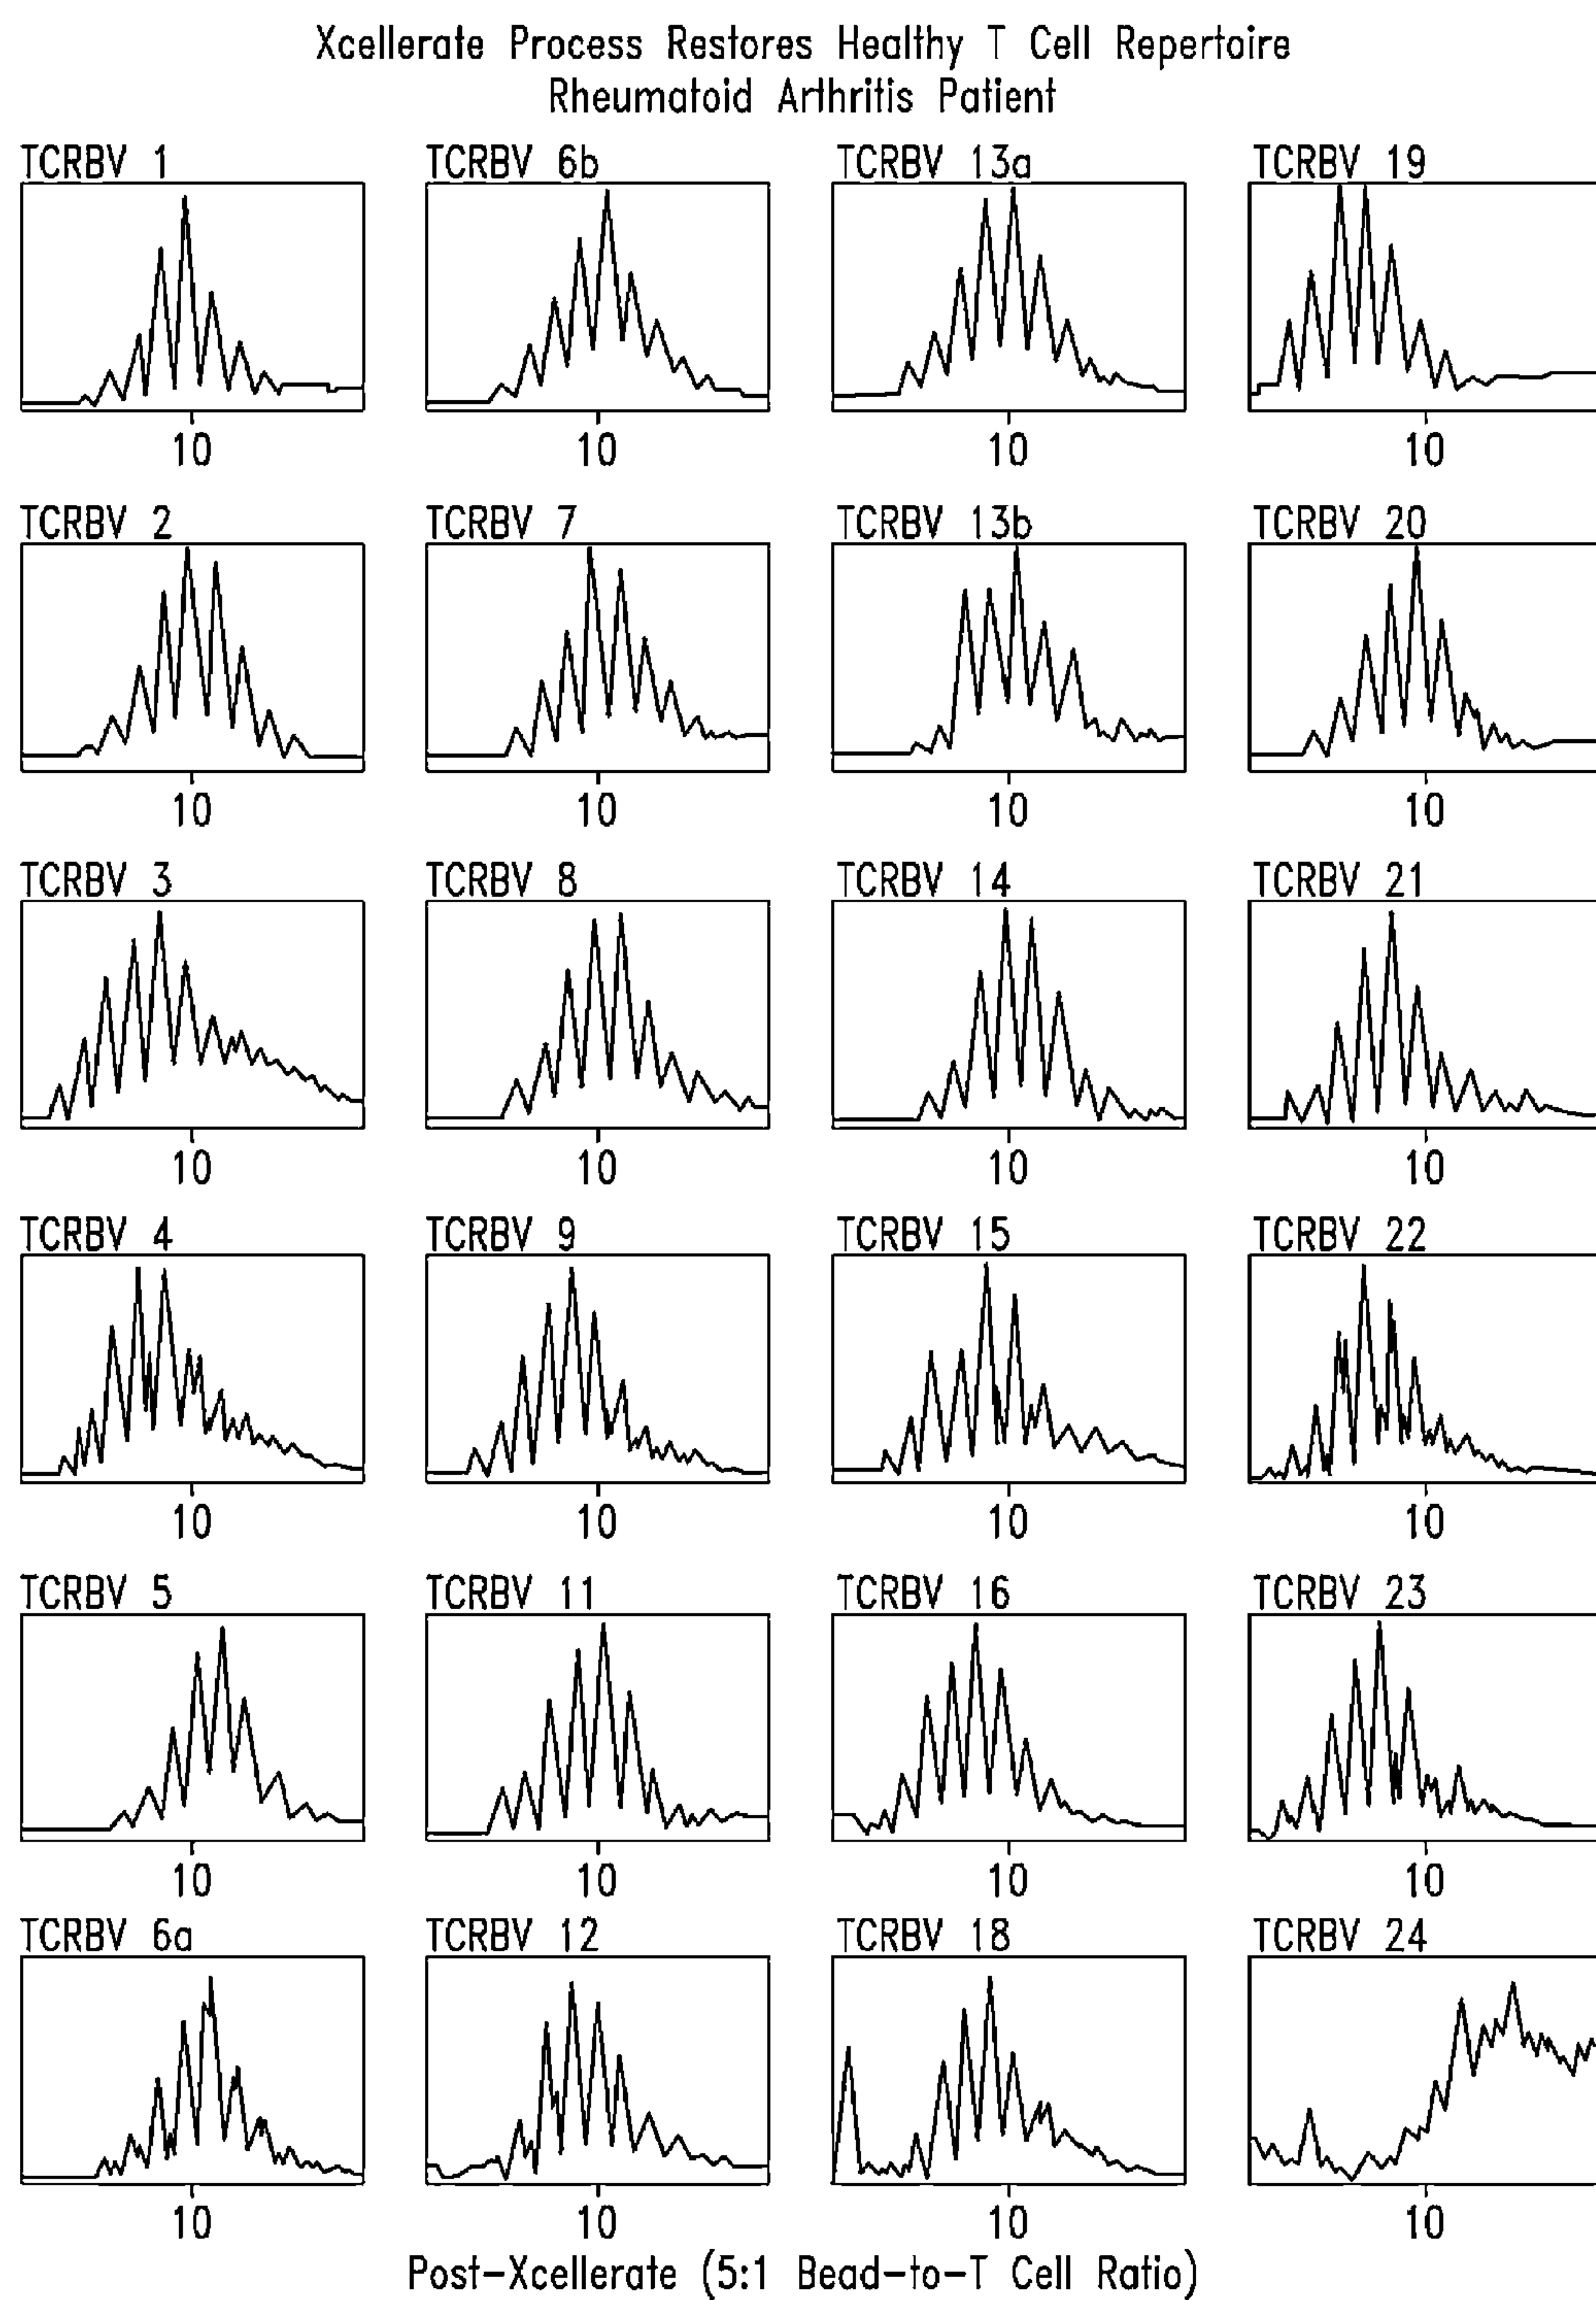 Xcellerate Process Restores Healthy T Cell Repertoire
Rheumatoid Arthritis Patient
TCRBV 1 TCRBV 6b TCRBV 13a TCRBV 19
10 10 10 10
TCRBV 2 TCRBV 7 TCRBV 13b TCRBV 20
10 10 10 10
TCRBV 3 TCRBV 8 TCRBV 14 TCRBV 21
10 10 10 10
TCRBV 4 TCRBV 9 TCRBV 15 TCRBV 22
10 10 10 10
TCRBV 5 TCRBV 11 TCRBV 16 TCRBV 23
10 10 10 10
TCRBV 6a TCRBV 12 TCRBV 18 TCRBV 24
10 10 10 10
Post-Xcellerate (5:1 Bead-to-T Cell Ratio)